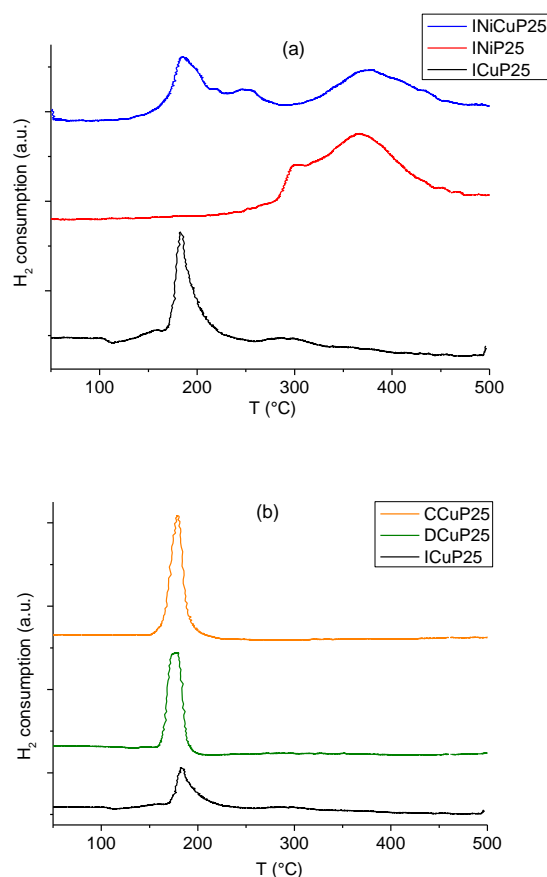 (a)
INiCuP25
INiP25
ICuP25
H₂ consumption (a.u.)
100 200 300 400 500
T (°C)
(b)
CCuP25
DCuP25
ICuP25
H₂ consumption (a.u.)
100 200 300 400 500
T (°C)